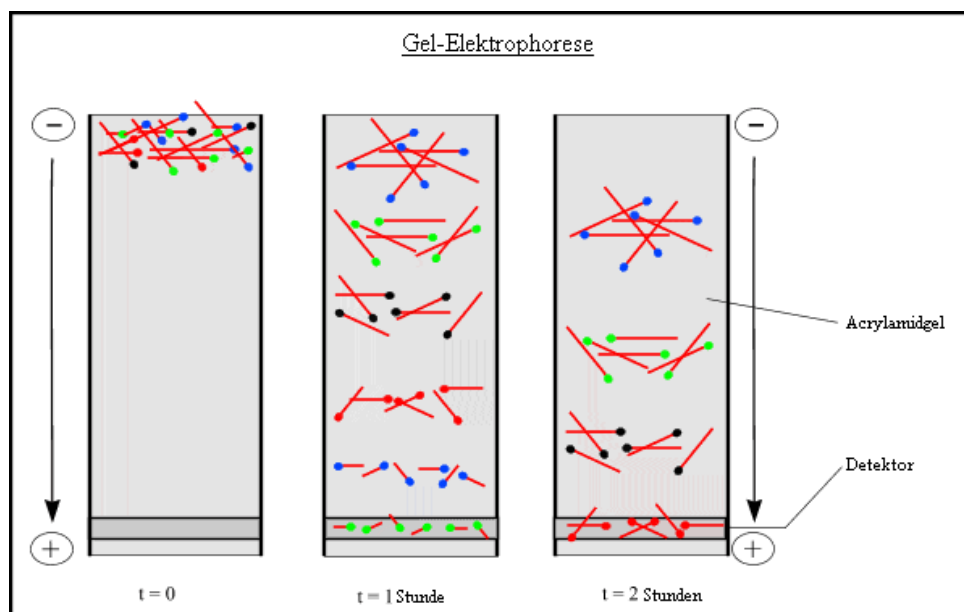 Gel-Elektrophorese
− −
Acrylamidgel
Detektor
+ +
t = 0 t = 1 Stunde t = 2 Stunden